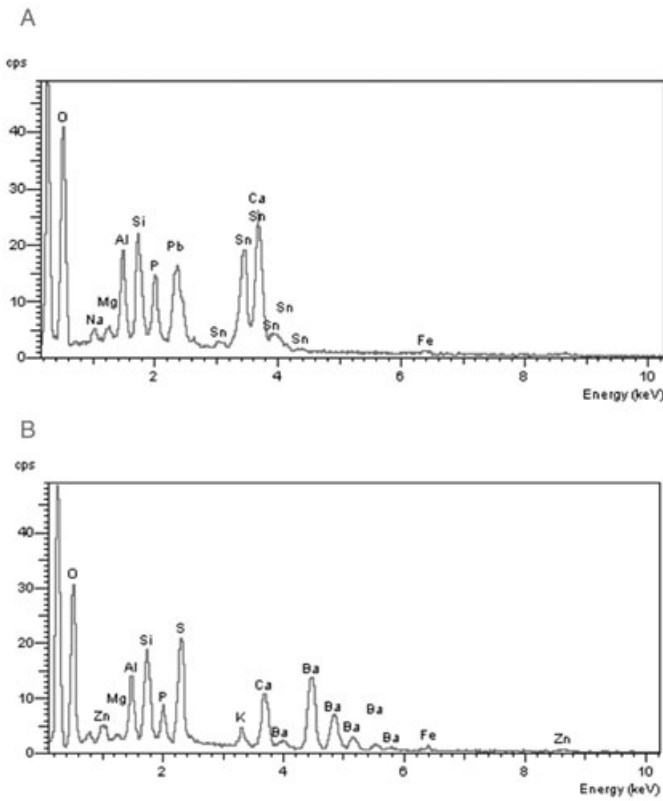 A
cps
40
30
20
10
0
O
Na
Mg
Al
Si
P
Pb
Sn
Sn
Ca
Sn
Sn
Sn
Sn
Fe
2
4
6
8
10
Energy (keV)
B
cps
40
30
20
10
0
O
Zn
Mg
Al
Si
P
S
K
Ca
Ba
Ba
Ba
Ba
Ba
Ba
Fe
Zn
2
4
6
8
10
Energy (keV)